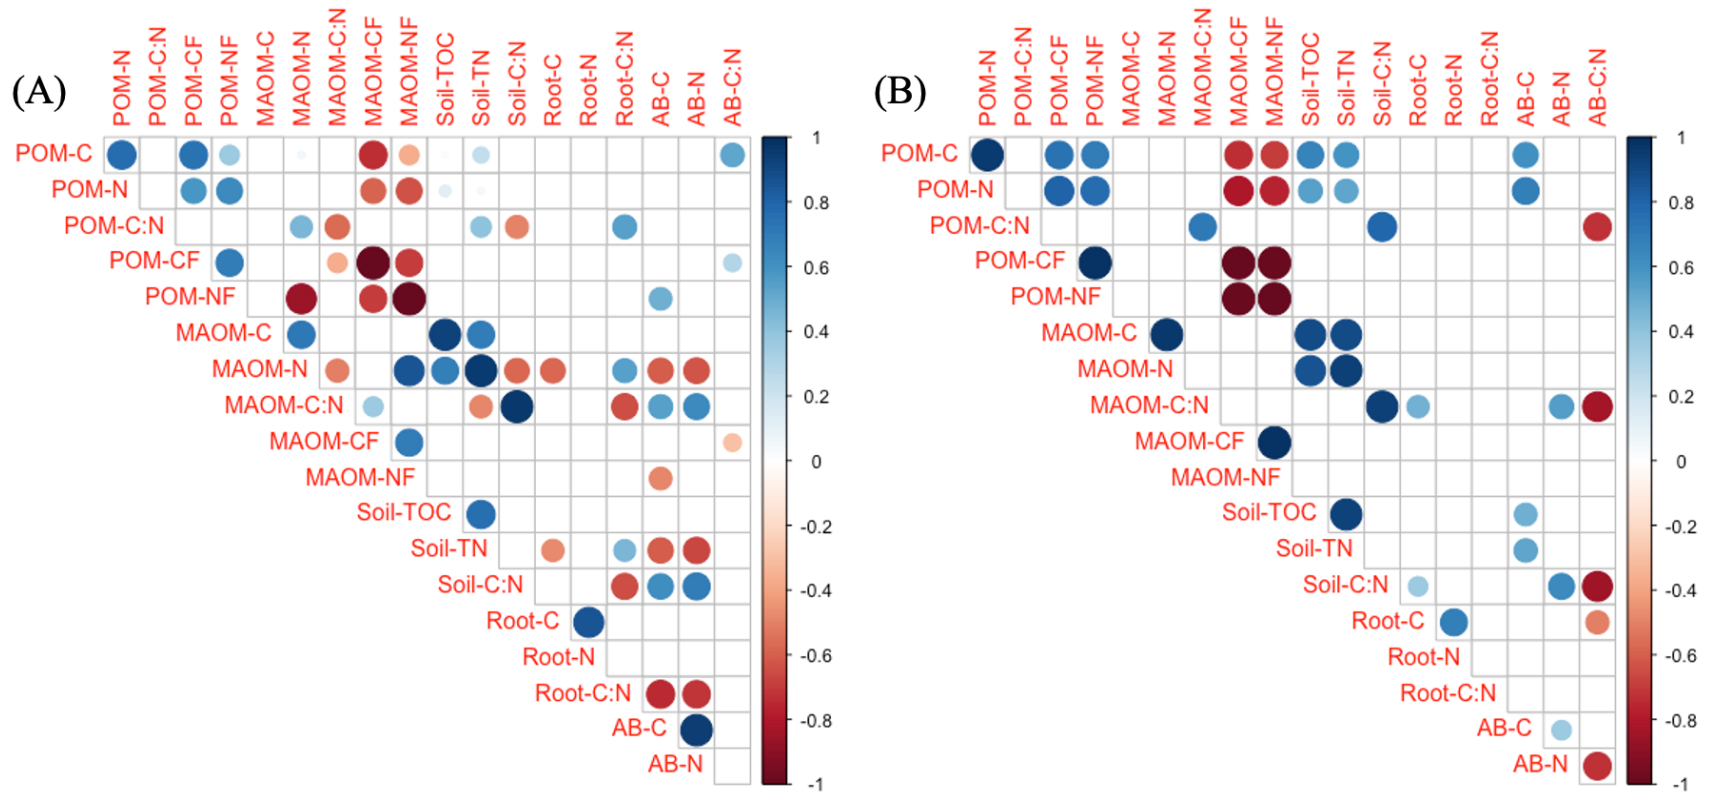 (A)
POM-N POM-C:N POM-CF POM-NF MAOM-C MAOM-N MAOM-C:N MAOM-CF MAOM-NF Soil-TOC Soil-TN Soil-C:N Root-C Root-N Root-C:N AB-C AB-N AB-C:N
POM-C
POM-N
POM-C:N
POM-CF
POM-NF
MAOM-C
MAOM-N
MAOM-C:N
MAOM-CF
MAOM-NF
Soil-TOC
Soil-TN
Soil-C:N
Root-C
Root-N
Root-C:N
AB-C
AB-N
1
0.8
0.6
0.4
0.2
0
-0.2
-0.4
-0.6
-0.8
-1
(B)
POM-N POM-C:N POM-CF POM-NF MAOM-C MAOM-N MAOM-C:N MAOM-CF MAOM-NF Soil-TOC Soil-TN Soil-C:N Root-C Root-N Root-C:N AB-C AB-N AB-C:N
POM-C
POM-N
POM-C:N
POM-CF
POM-NF
MAOM-C
MAOM-N
MAOM-C:N
MAOM-CF
MAOM-NF
Soil-TOC
Soil-TN
Soil-C:N
Root-C
Root-N
Root-C:N
AB-C
AB-N
1
0.8
0.6
0.4
0.2
0
-0.2
-0.4
-0.6
-0.8
-1